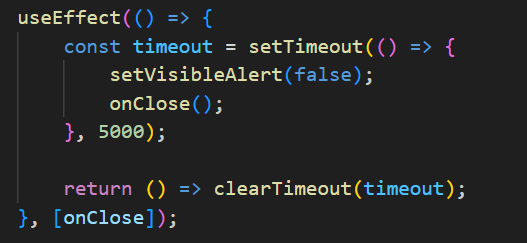 useEffect(() => {
    const timeout = setTimeout(() => {
        setVisibleAlert(false);
        onClose();
    }, 5000);

    return () => clearTimeout(timeout);
}, [onClose]);